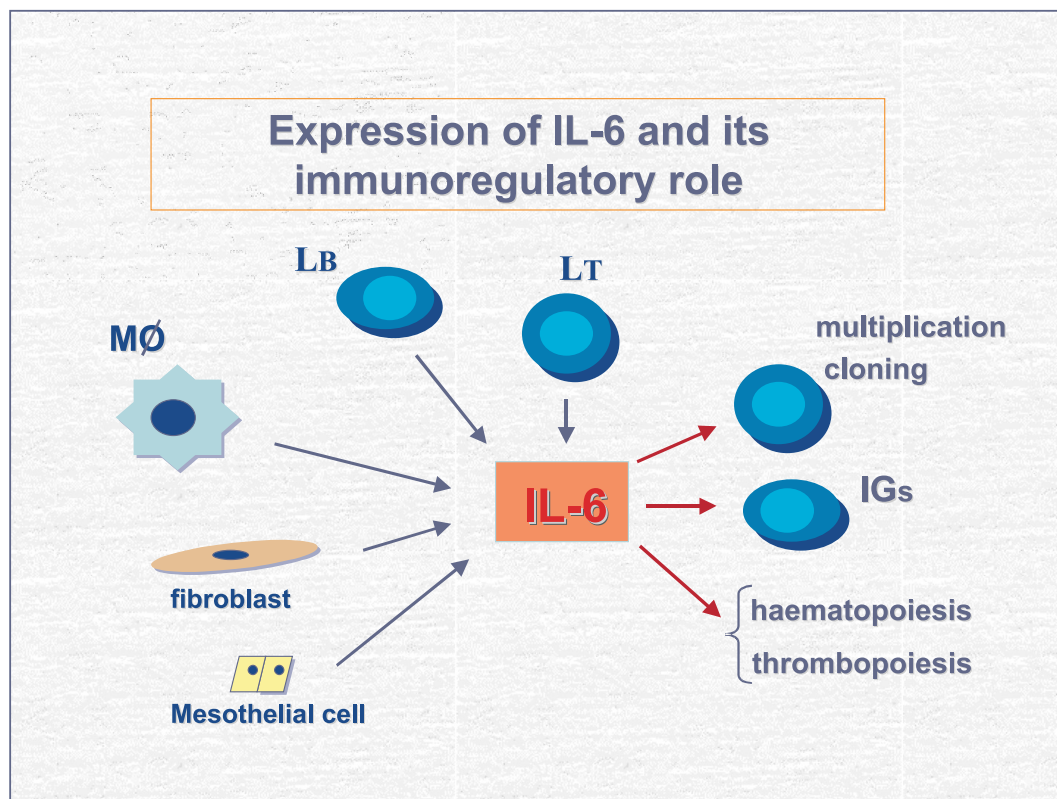 Expression of IL-6 and its
immunoregulatory role
LB
LT
MØ
multiplication
cloning
IL-6
IGs
fibroblast
haematopoiesis
thrombopoiesis
Mesothelial cell